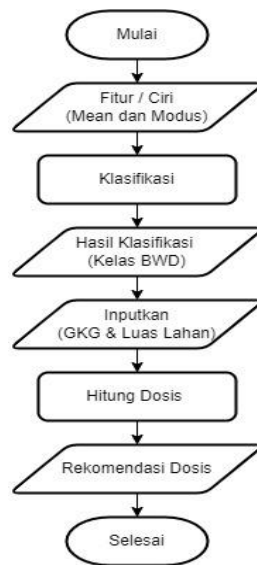 Mulai
Fitur / Ciri
(Mean dan Modus)
Klasifikasi
Hasil Klasifikasi
(Kelas BWD)
Inputkan
(GKG & Luas Lahan)
Hitung Dosis
Rekomendasi Dosis
Selesai